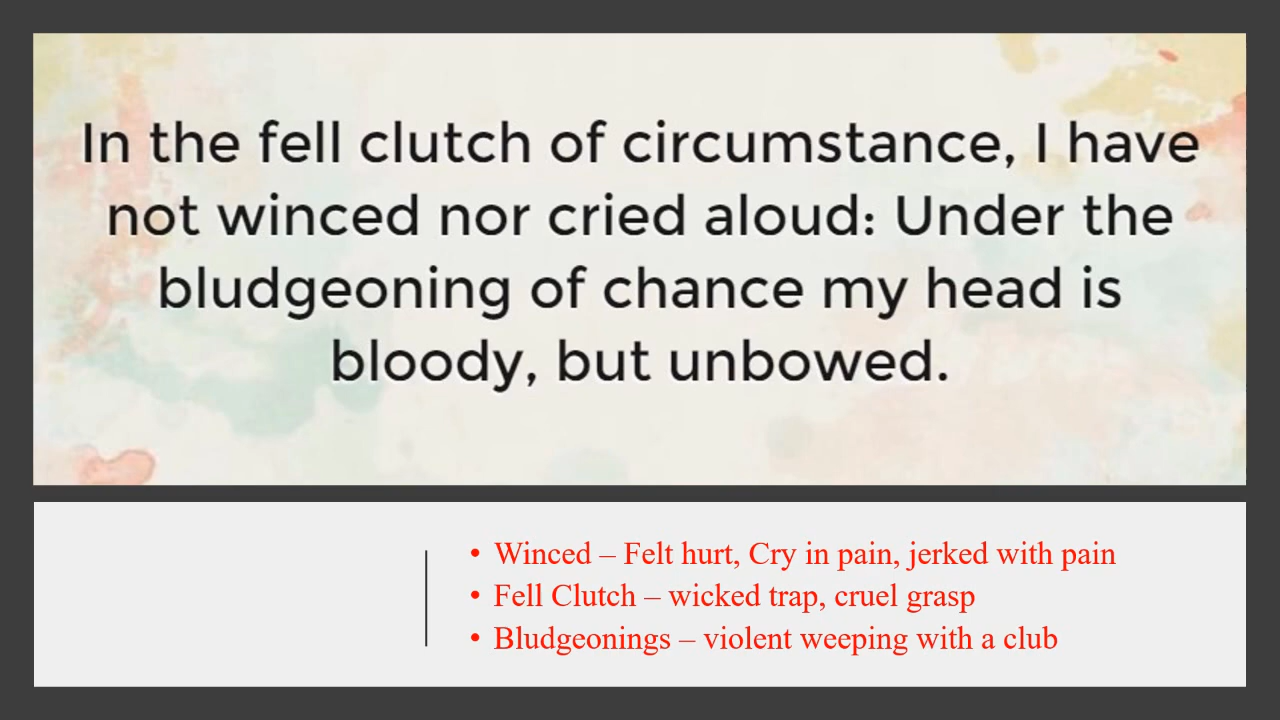 In the fell clutch of circumstance, I have
not winced nor cried aloud: Under the
bludgeoning of chance my head is
bloody, but unbowed.
• Winced – Felt hurt, Cry in pain, jerked with pain
• Fell Clutch – wicked trap, cruel grasp
• Bludgeonings – violent weeping with a club